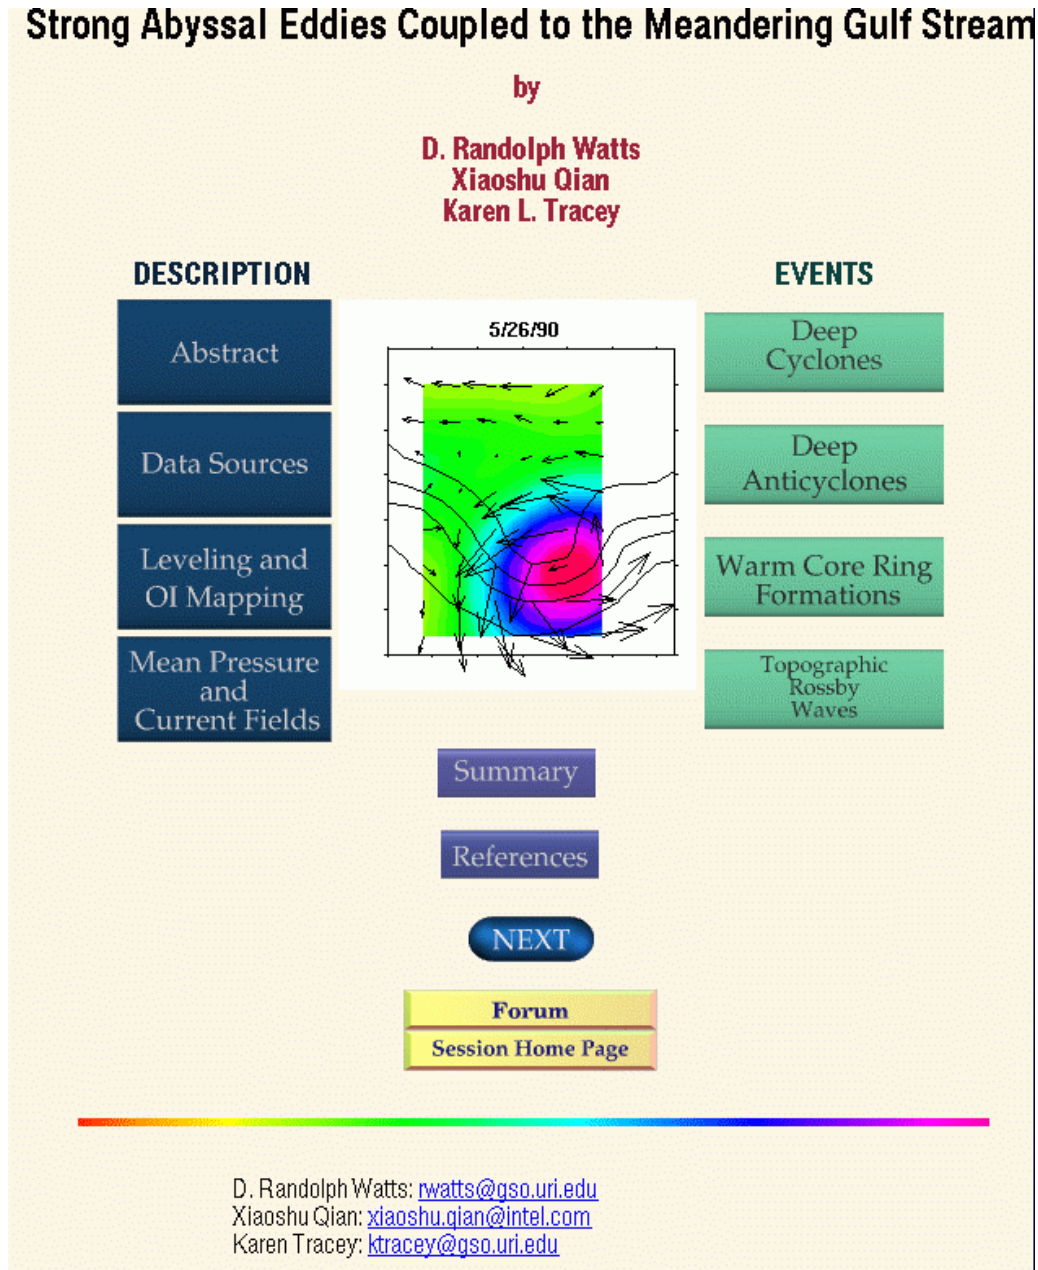 Strong Abyssal Eddies Coupled to the Meandering Gulf Stream
by
D. Randolph Watts
Xiaoshu Qian
Karen L. Tracey
DESCRIPTION
Abstract
Data Sources
Leveling and
OI Mapping
Mean Pressure
and
Current Fields
5/26/90
EVENTS
Deep
Cyclones
Deep
Anticyclones
Warm Core Ring
Formations
Topographic
Rossby
Waves
Summary
References
NEXT
Forum
Session Home Page
D. Randolph Watts: rwatts@gso.uri.edu
Xiaoshu Qian: xiaoshu.qian@intel.com
Karen Tracey: ktracey@gso.uri.edu